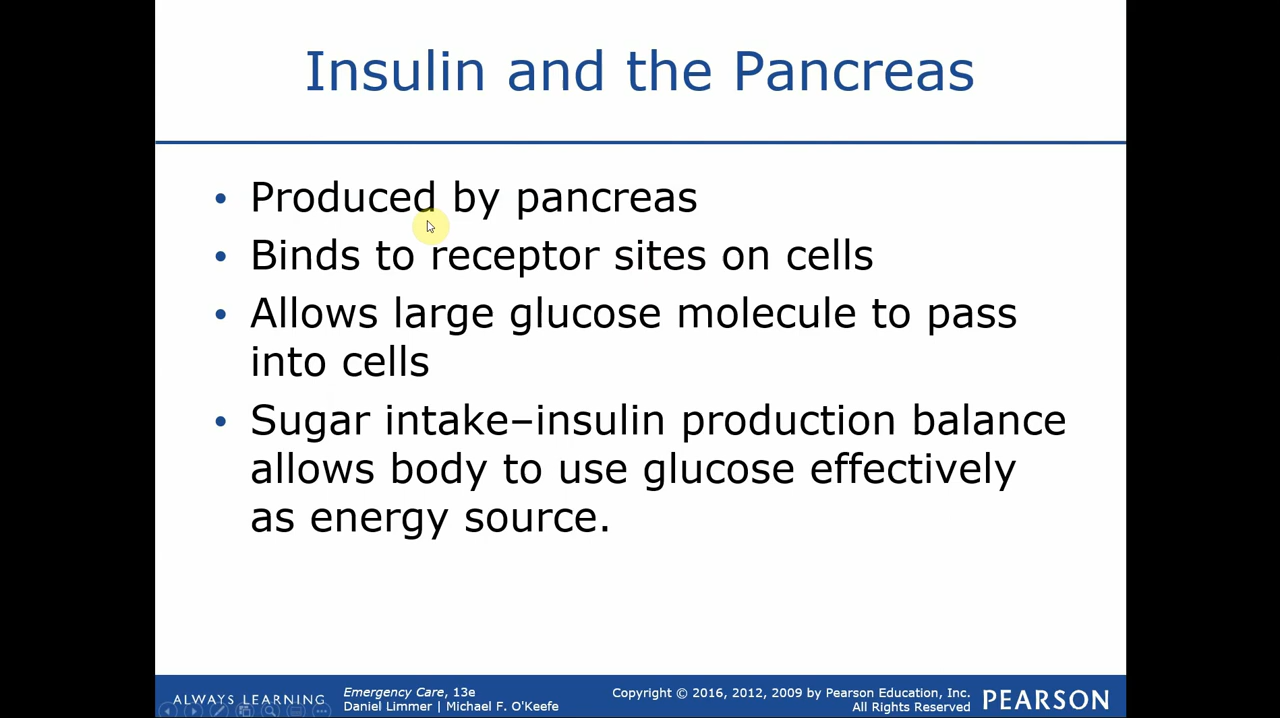 Insulin and the Pancreas
• Produced by pancreas
• Binds to receptor sites on cells
• Allows large glucose molecule to pass
into cells
• Sugar intake–insulin production balance
allows body to use glucose effectively
as energy source.
ALWAYS LEARNING
Emergency Care, 13e
Daniel Limmer | Michael F. O'Keefe
Copyright © 2016, 2012, 2009 by Pearson Education, Inc.
All Rights Reserved
PEARSON